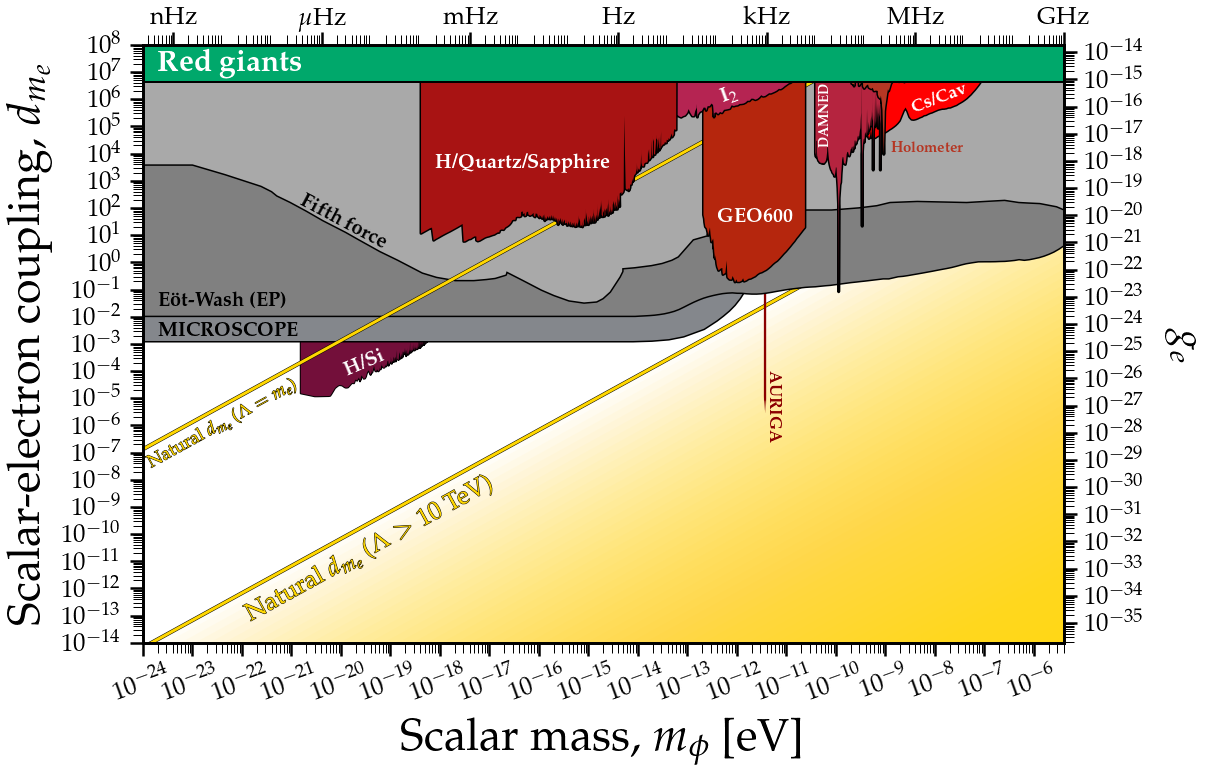 nHz μHz mHz Hz kHz MHz GHz
Scalar-electron coupling, d_{m_e}
10^8
10^7
10^6
10^5
10^4
10^3
10^2
10^1
10^0
10^{−1}
10^{−2}
10^{−3}
10^{−4}
10^{−5}
10^{−6}
10^{−7}
10^{−8}
10^{−9}
10^{−10}
10^{−11}
10^{−12}
10^{−13}
10^{−14}
Red giants
I_2
DAMNED
Cs/Cav
Holometer
H/Quartz/Sapphire
GEO600
Fifth force
Eöt-Wash (EP)
MICROSCOPE
H/Si
AURIGA
Natural d_{m_e} (Λ = m_e)
Natural d_{m_e} (Λ > 10 TeV)
10^{−14}
10^{−15}
10^{−16}
10^{−17}
10^{−18}
10^{−19}
10^{−20}
10^{−21}
10^{−22}
10^{−23}
10^{−24}
10^{−25}
10^{−26}
10^{−27}
10^{−28}
10^{−29}
10^{−30}
10^{−31}
10^{−32}
10^{−33}
10^{−34}
10^{−35}
g_e
10^{−24} 10^{−23} 10^{−22} 10^{−21} 10^{−20} 10^{−19} 10^{−18} 10^{−17} 10^{−16} 10^{−15} 10^{−14} 10^{−13} 10^{−12} 10^{−11} 10^{−10} 10^{−9} 10^{−8} 10^{−7} 10^{−6}
Scalar mass, m_ϕ [eV]